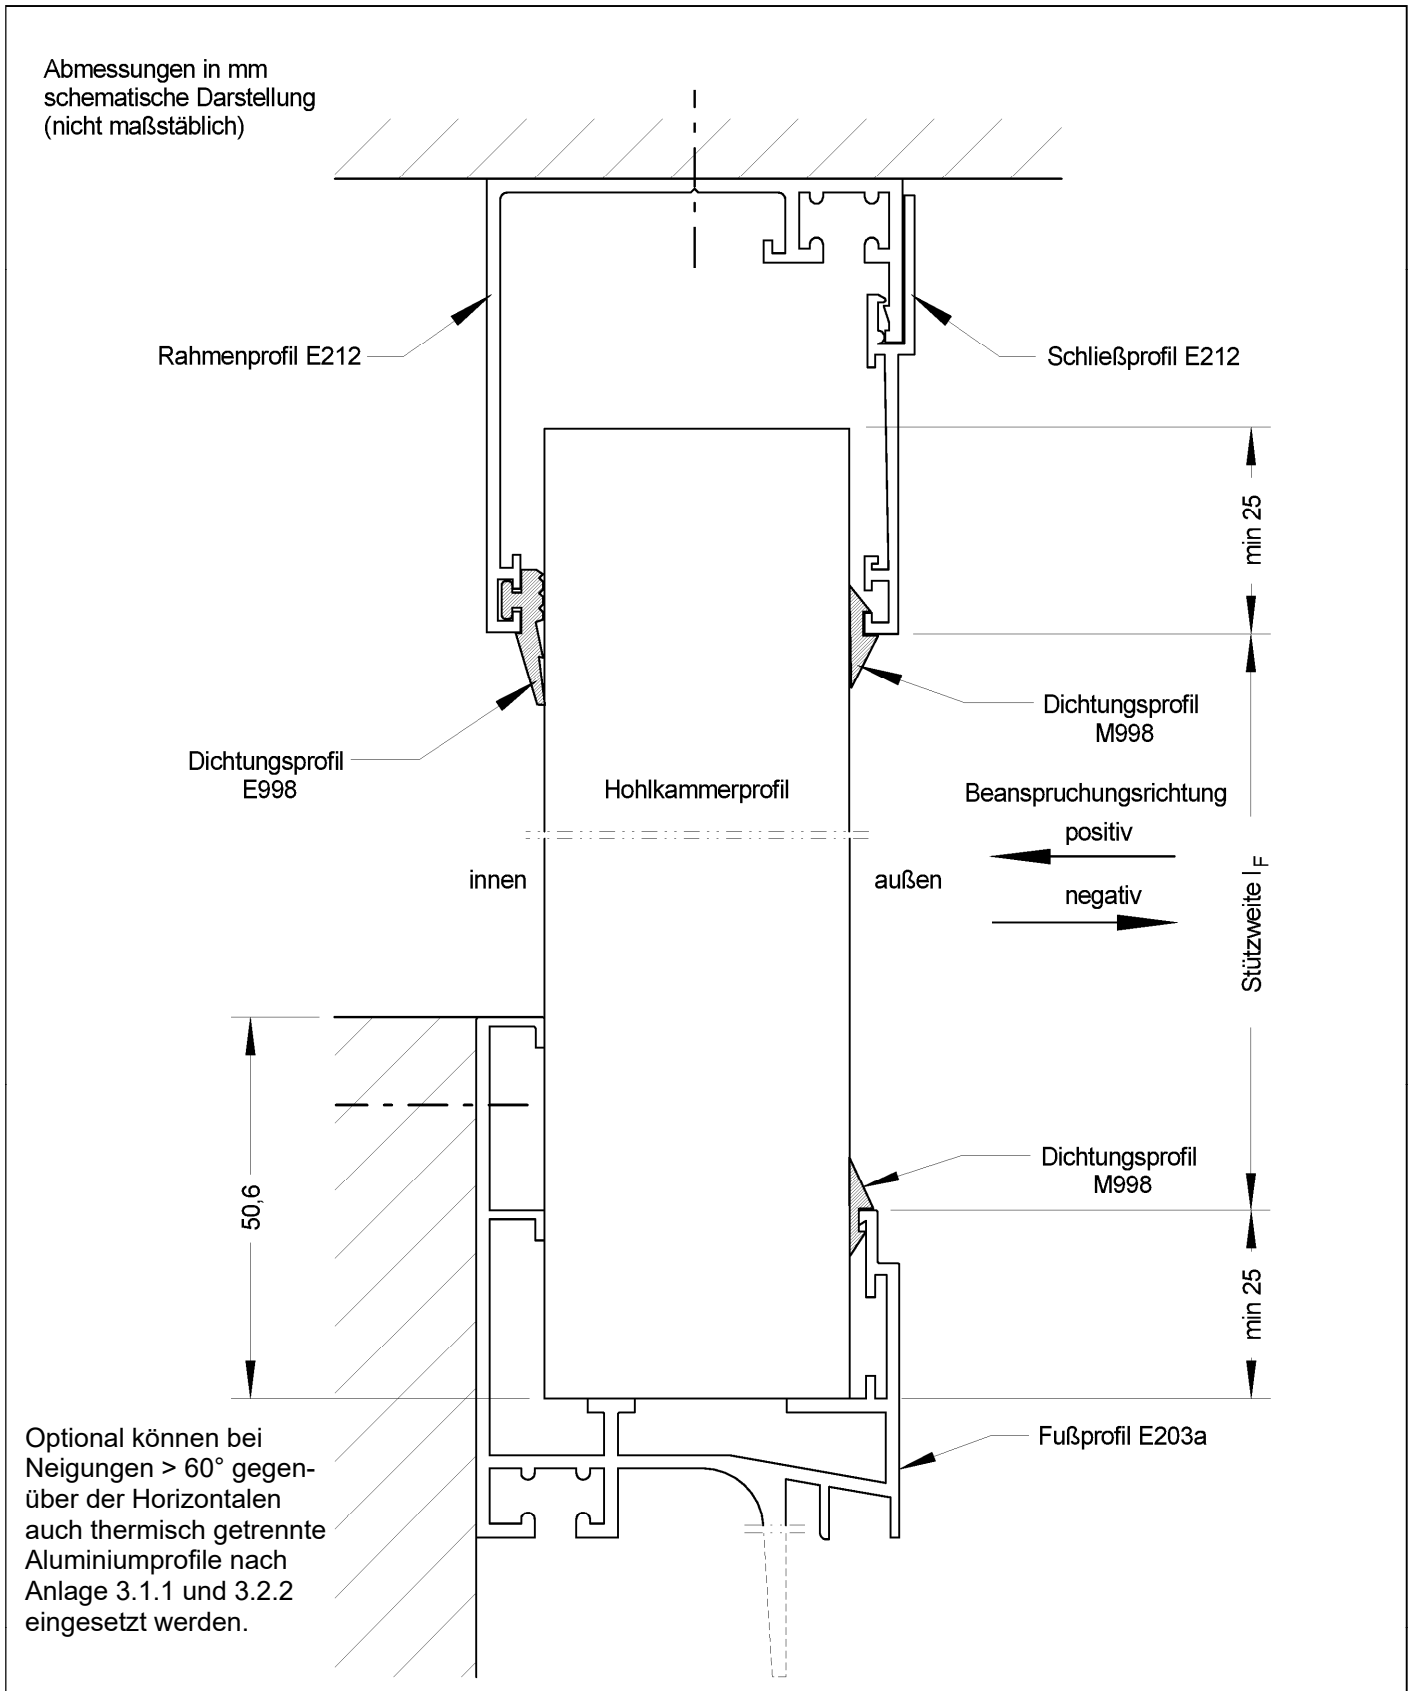 Abmessungen in mm
schematische Darstellung
(nicht maßstäblich)
Rahmenprofil E212
Schließprofil E212
min 25
Dichtungsprofil
M998
Dichtungsprofil
E998
Hohlkammerprofil
Beanspruchungsrichtung
positiv
negativ
innen
außen
Stützweite l_F
50,6
Dichtungsprofil
M998
min 25
Fußprofil E203a
Optional können bei
Neigungen > 60° gegen-
über der Horizontalen
auch thermisch getrennte
Aluminiumprofile nach
Anlage 3.1.1 und 3.2.2
eingesetzt werden.